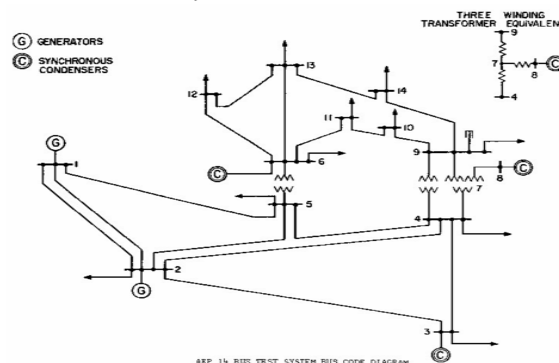 THREE WINDING
TRANSFORMER EQUIVALENT
9
7
8
C
4
G GENERATORS
C SYNCHRONOUS
CONDENSERS
13
14
12
11
10
9
C
6
G
1
7
8
C
5
4
2
G
3
C
AEP 14 BUS TEST SYSTEM BUS CODE DIAGRAM